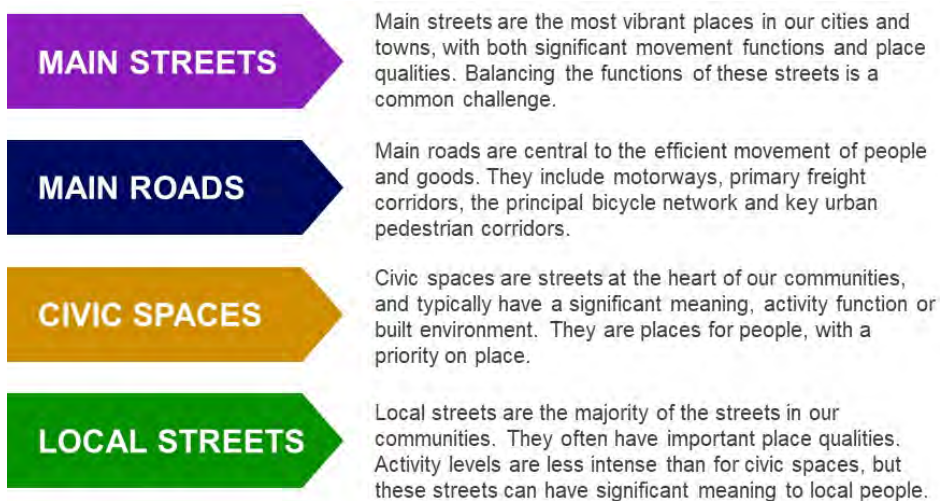 MAIN STREETS
Main streets are the most vibrant places in our cities and
towns, with both significant movement functions and place
qualities. Balancing the functions of these streets is a
common challenge.
MAIN ROADS
Main roads are central to the efficient movement of people
and goods. They include motorways, primary freight
corridors, the principal bicycle network and key urban
pedestrian corridors.
CIVIC SPACES
Civic spaces are streets at the heart of our communities,
and typically have a significant meaning, activity function or
built environment. They are places for people, with a
priority on place.
LOCAL STREETS
Local streets are the majority of the streets in our
communities. They often have important place qualities.
Activity levels are less intense than for civic spaces, but
these streets can have significant meaning to local people.